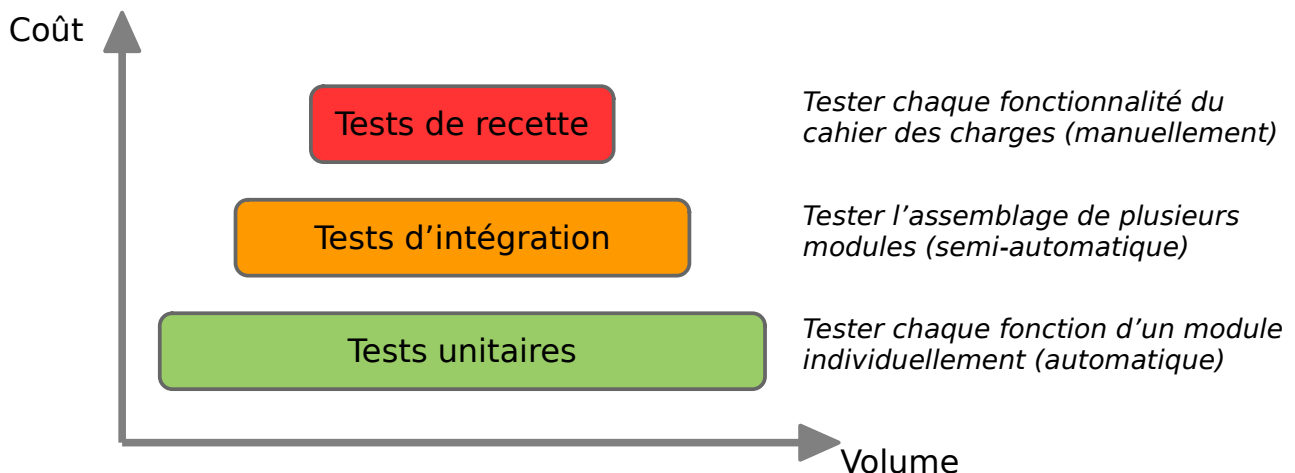 Coût
Tests de recette
Tester chaque fonctionnalité du
cahier des charges (manuellement)
Tests d’intégration
Tester l’assemblage de plusieurs
modules (semi-automatique)
Tests unitaires
Tester chaque fonction d’un module
individuellement (automatique)
Volume